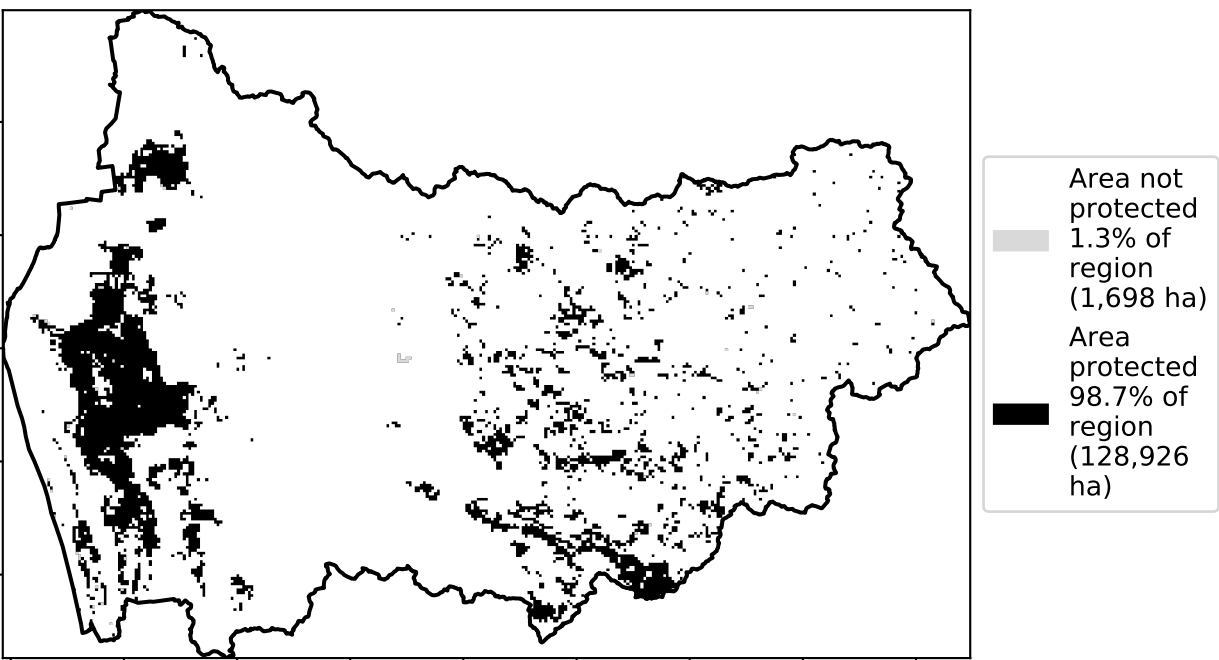 Area not
protected
1.3% of
region
(1,698 ha)
Area
protected
98.7% of
region
(128,926
ha)